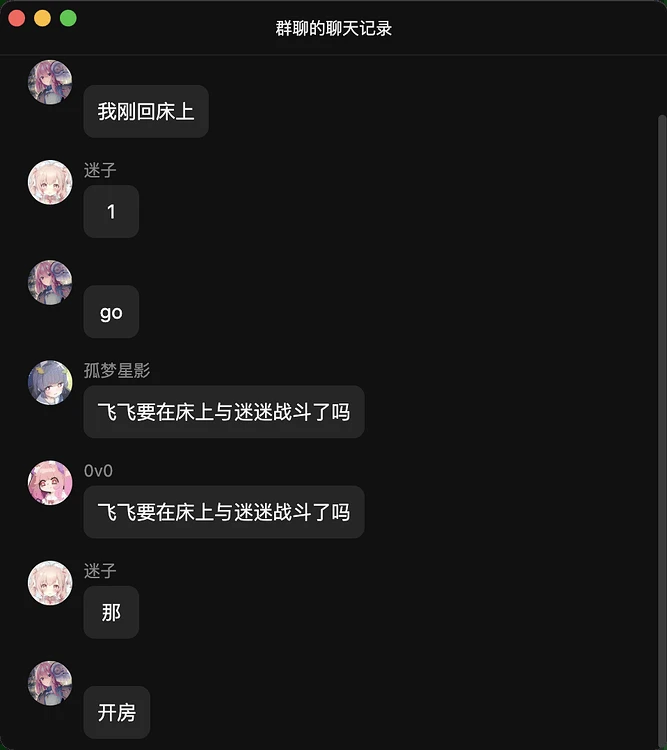 群聊的聊天记录
我刚回床上
迷子
1
go
孤梦星影
飞飞要在床上与迷迷战斗了吗
0v0
飞飞要在床上与迷迷战斗了吗
迷子
那
开房